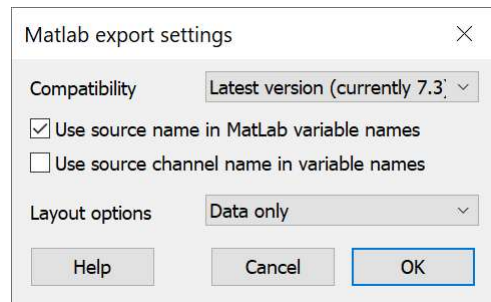 Matlab export settings
Compatibility Latest version (currently 7.3)
Use source name in MatLab variable names
Use source channel name in variable names
Layout options Data only
Help Cancel OK